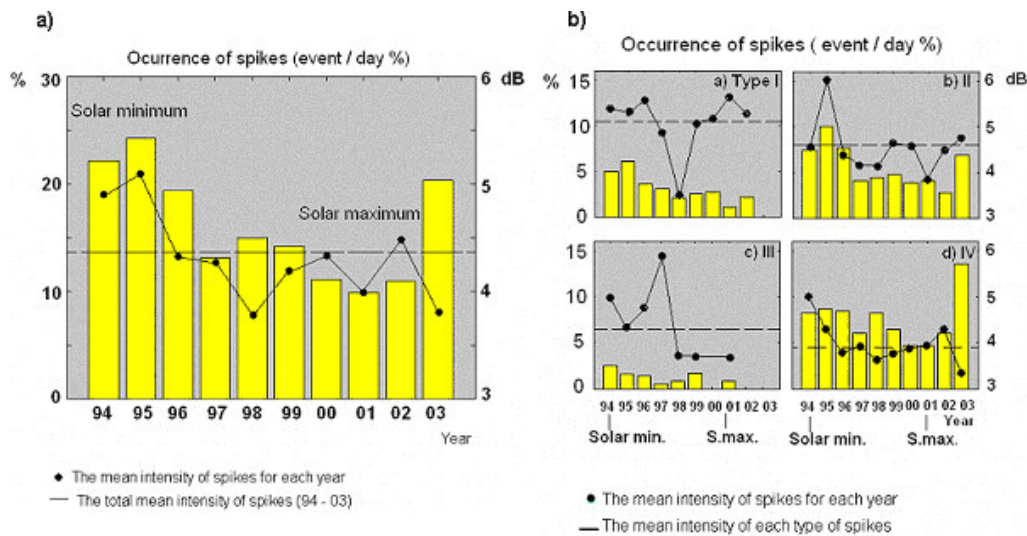 a)
Occurrence of spikes (event / day %)
%
30
20
10
0
6
dB
5
4
3
Solar minimum
Solar maximum
94 95 96 97 98 99 00 01 02 03
Year
The mean intensity of spikes for each year
The total mean intensity of spikes (94 - 03)
b)
Occurrence of spikes ( event / day %)
%
15
10
5
0
a) Type I
b) II
6
dB
5
4
3
15
10
5
0
c) III
d) IV
6
5
4
3
94 95 96 97 98 99 00 01 02 03
94 95 96 97 98 99 00 01 02 03
Year
Solar min.
S.max.
Solar min.
S.max.
The mean intensity of spikes for each year
The mean intensity of each type of spikes